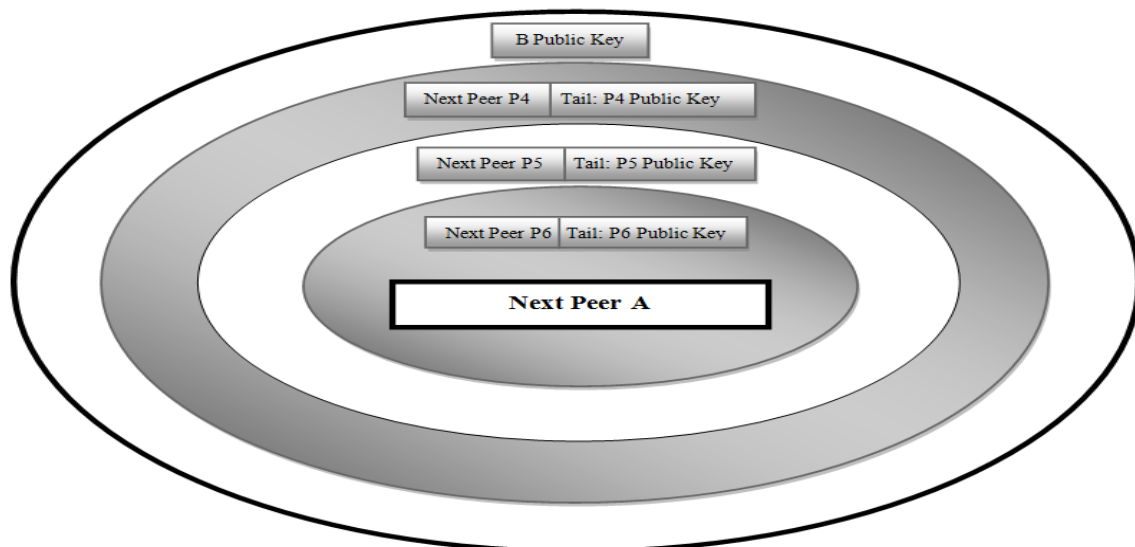 B Public Key
Next Peer P4 Tail: P4 Public Key
Next Peer P5 Tail: P5 Public Key
Next Peer P6 Tail: P6 Public Key
Next Peer A